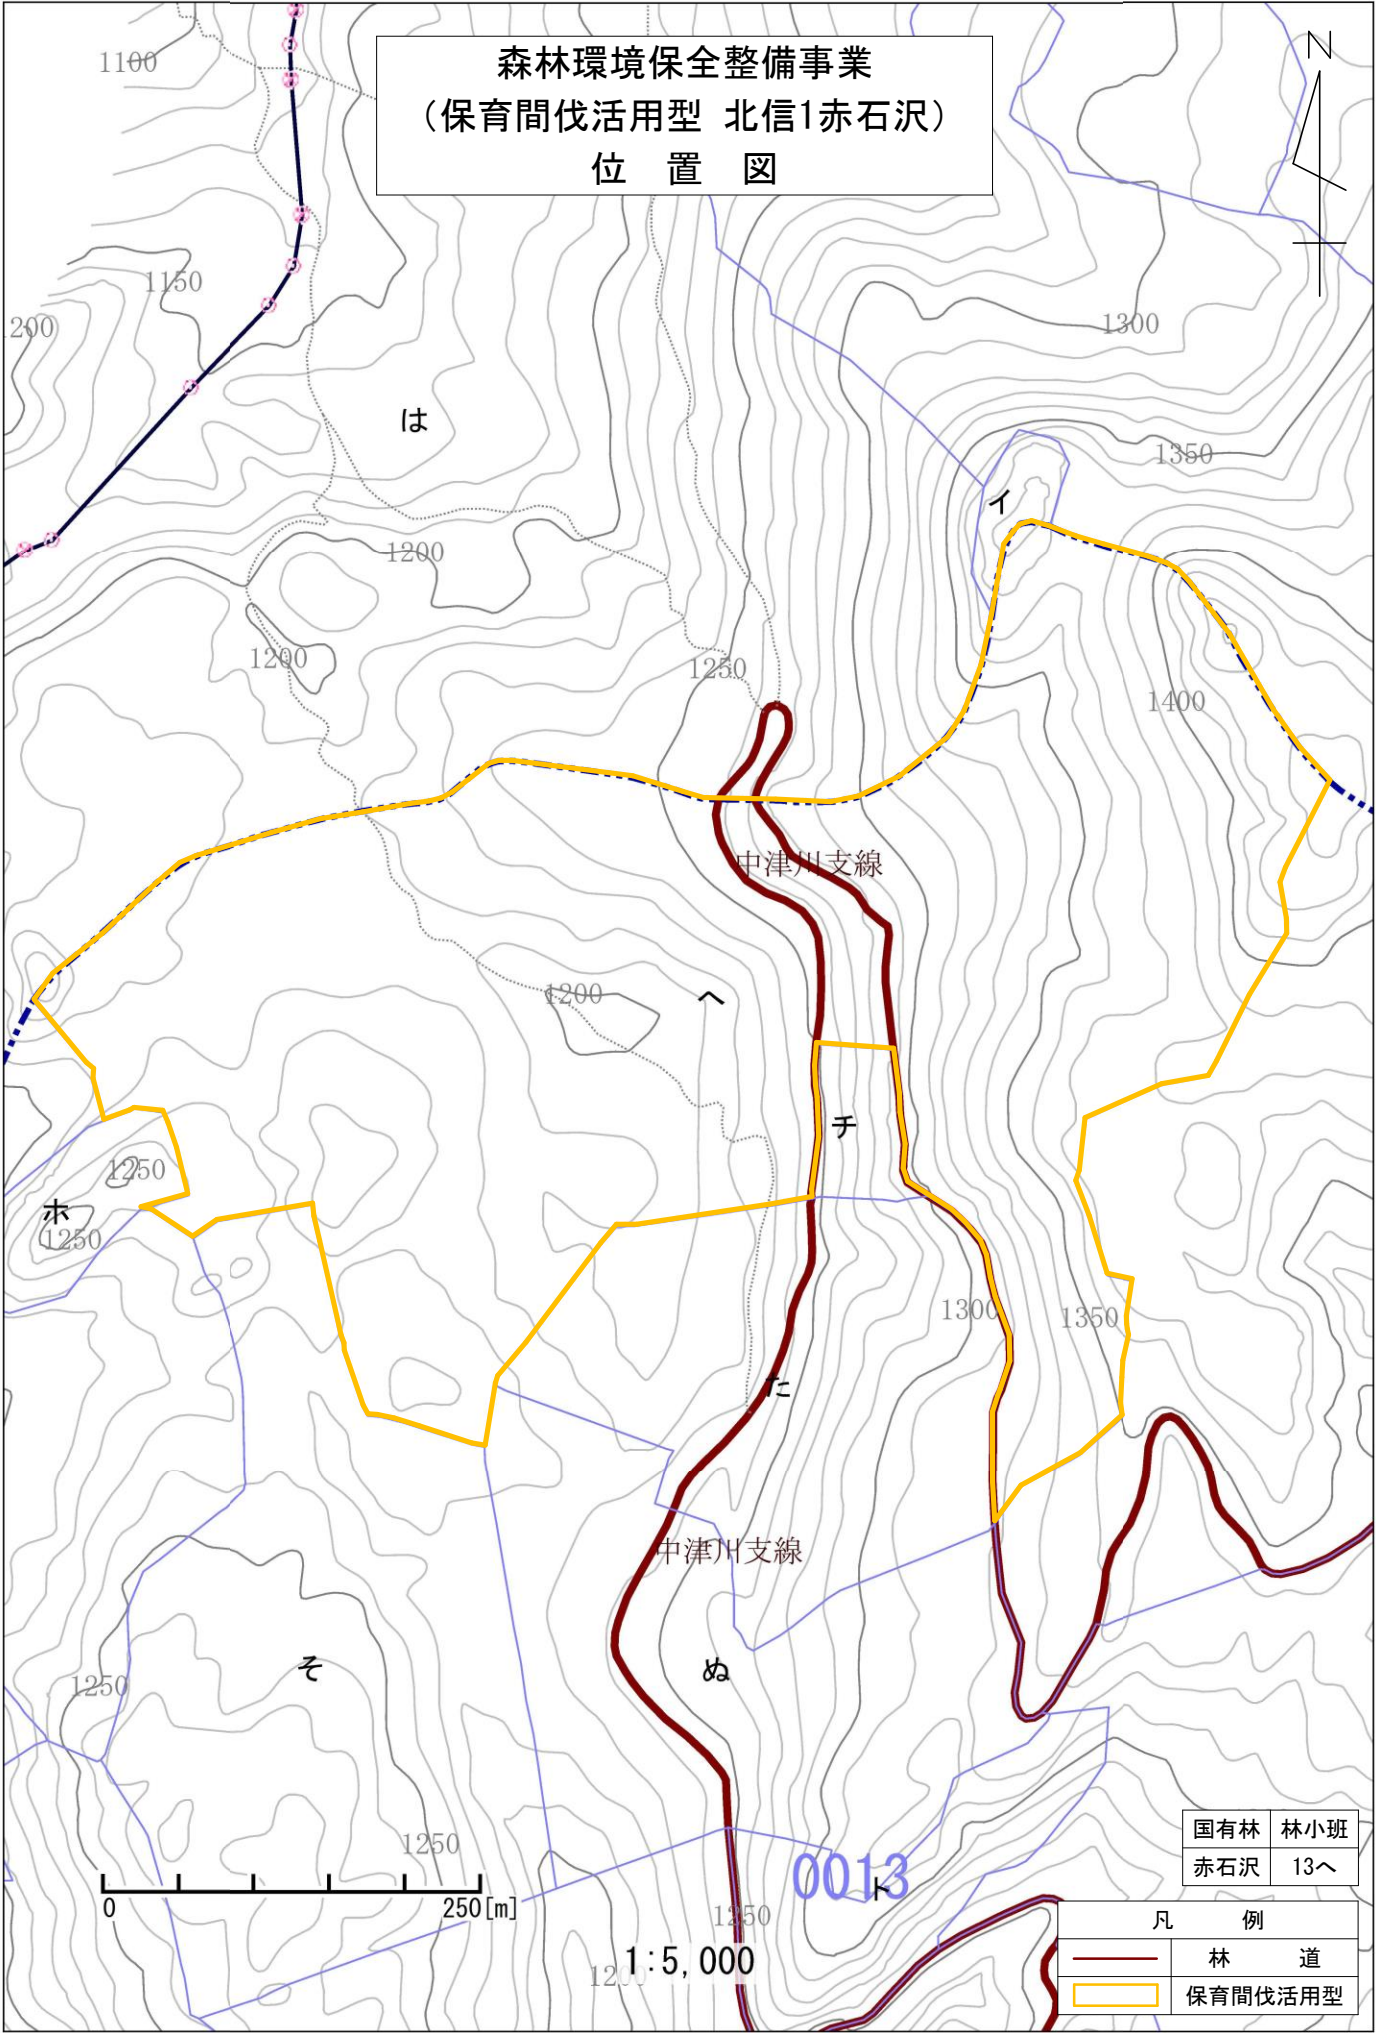 森林環境保全整備事業
（保育間伐活用型 北信1赤石沢）
位 置 図
N
1100
1150
1200
1300
は
1350
イ
1200
1200
1250
1400
中津川支線
1200
へ
チ
1250
ホ
1250
1300
1350
た
中津川支線
そ
ぬ
1250
1250
0013
ト
1250
0 250[m]
1:5,000
1200
国有林 林小班
赤石沢 13へ
凡 例
林 道
保育間伐活用型